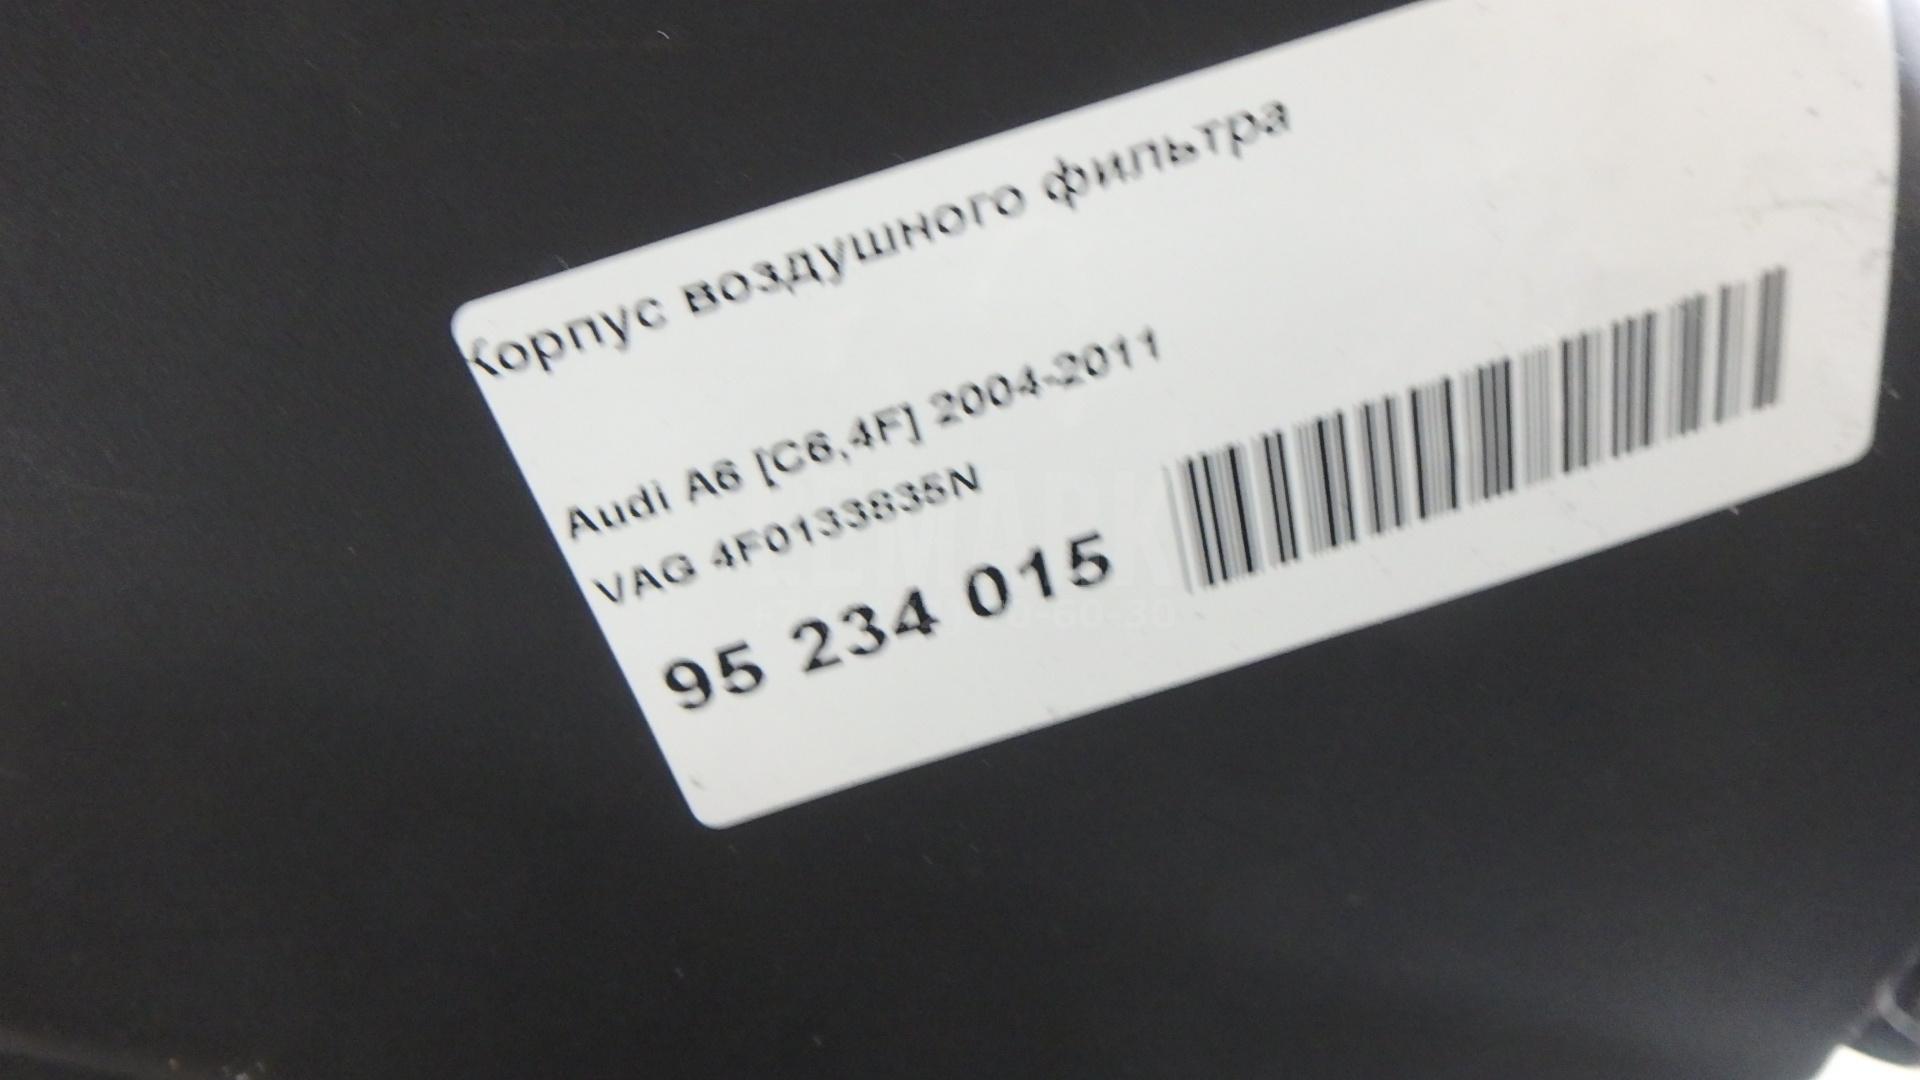 Корпус воздушного фильтра
Audi A6 [C6,4F] 2004-2011
VAG 4F0133835N
95 234 015